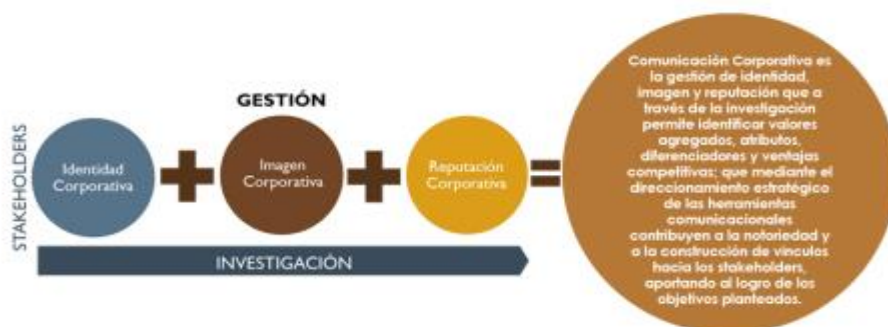 GESTIÓN
STAKEHOLDERS
Identidad
Corporativa
Imagen
Corporativa
Reputación
Corporativa
INVESTIGACIÓN
Comunicación Corporativa es
la gestión de identidad,
imagen y reputación que a
través de la investigación
permite identificar valores
agregados, atributos,
diferenciadores y ventajas
competitivas; que mediante el
direccionamiento estratégico
de las herramientas
comunicacionales
contribuyen a la notoriedad y
a la construcción de vínculos
hacia los stakeholders,
aportando al logro de los
objetivos planteados.